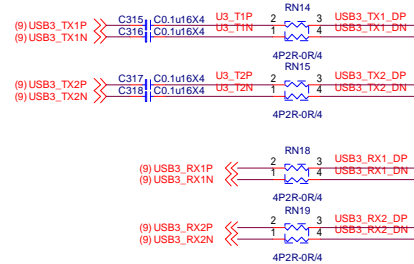 RN14
(9) USB3_TX1P C315 C0.1u16X4 U3_T1P 2 3 USB3_TX1_DP
(9) USB3_TX1N C316 C0.1u16X4 U3_T1N 1 4 USB3_TX1_DN
4P2R-0R/4
RN15
(9) USB3_TX2P C317 C0.1u16X4 U3_T2P 2 3 USB3_TX2_DP
(9) USB3_TX2N C318 C0.1u16X4 U3_T2N 1 4 USB3_TX2_DN
4P2R-0R/4
RN18
(9) USB3_RX1P 2 3 USB3_RX1_DP
(9) USB3_RX1N 1 4 USB3_RX1_DN
4P2R-0R/4
RN19
(9) USB3_RX2P 2 3 USB3_RX2_DP
(9) USB3_RX2N 1 4 USB3_RX2_DN
4P2R-0R/4